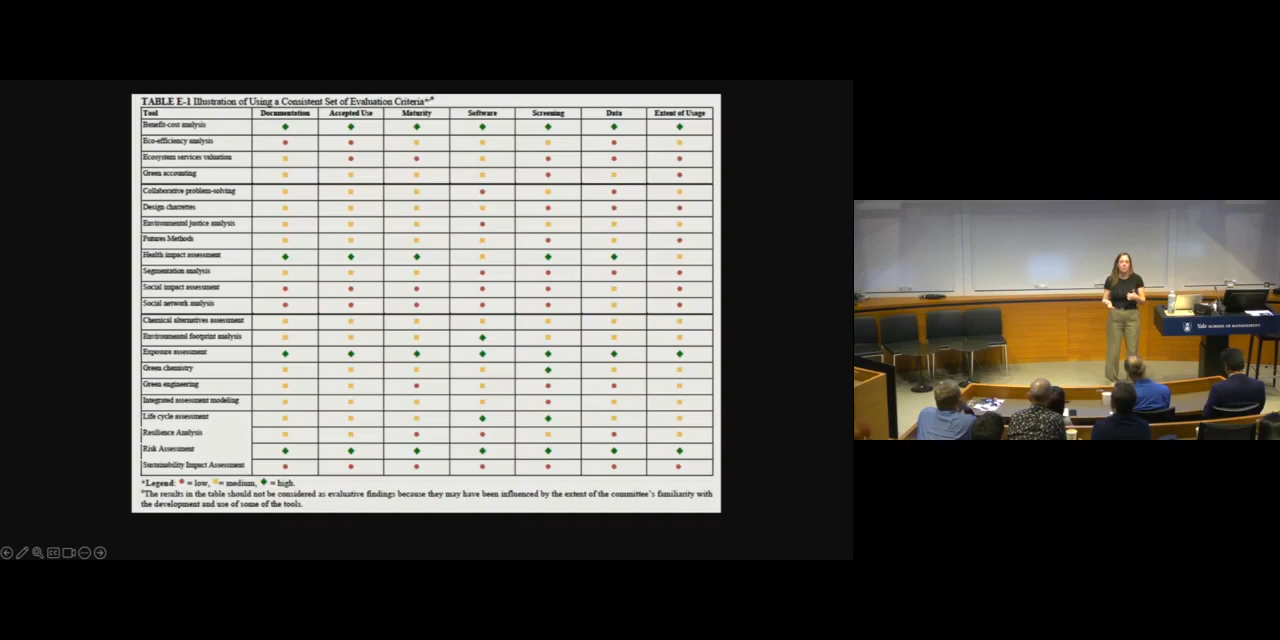 TABLE E-1 Illustration of Using a Consistent Set of Evaluation Criteria*,a
Tool Documentation Accepted Use Maturity Software Screening Data Extent of Usage
Benefit-cost analysis
Eco-efficiency analysis
Ecosystem services valuation
Green accounting
Collaborative problem-solving
Design charrettes
Environmental justice analysis
Futures Methods
Health impact assessment
Segmentation analysis
Social impact assessment
Social network analysis
Chemical alternatives assessment
Environmental footprint analysis
Exposure assessment
Green chemistry
Green engineering
Integrated assessment modeling
Life cycle assessment
Resilience Analysis
Risk Assessment
Sustainability Impact Assessment
*Legend: = low, = medium, = high.
aThe results in the table should not be considered as evaluative findings because they may have been influenced by the extent of the committee's familiarity with
the development and use of some of the tools.
Yale SCHOOL OF MANAGEMENT
CC